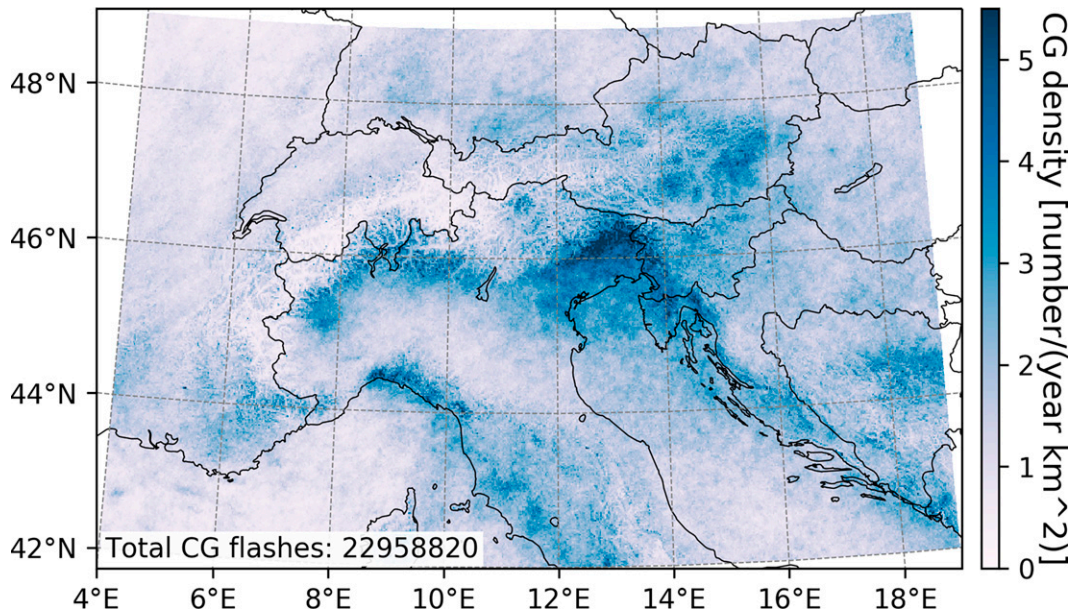 48°N
46°N
44°N
42°N
Total CG flashes: 22958820
4°E
6°E
8°E
10°E
12°E
14°E
16°E
18°E
5
4
3
2
1
0
CG density [number/(year km^2)]